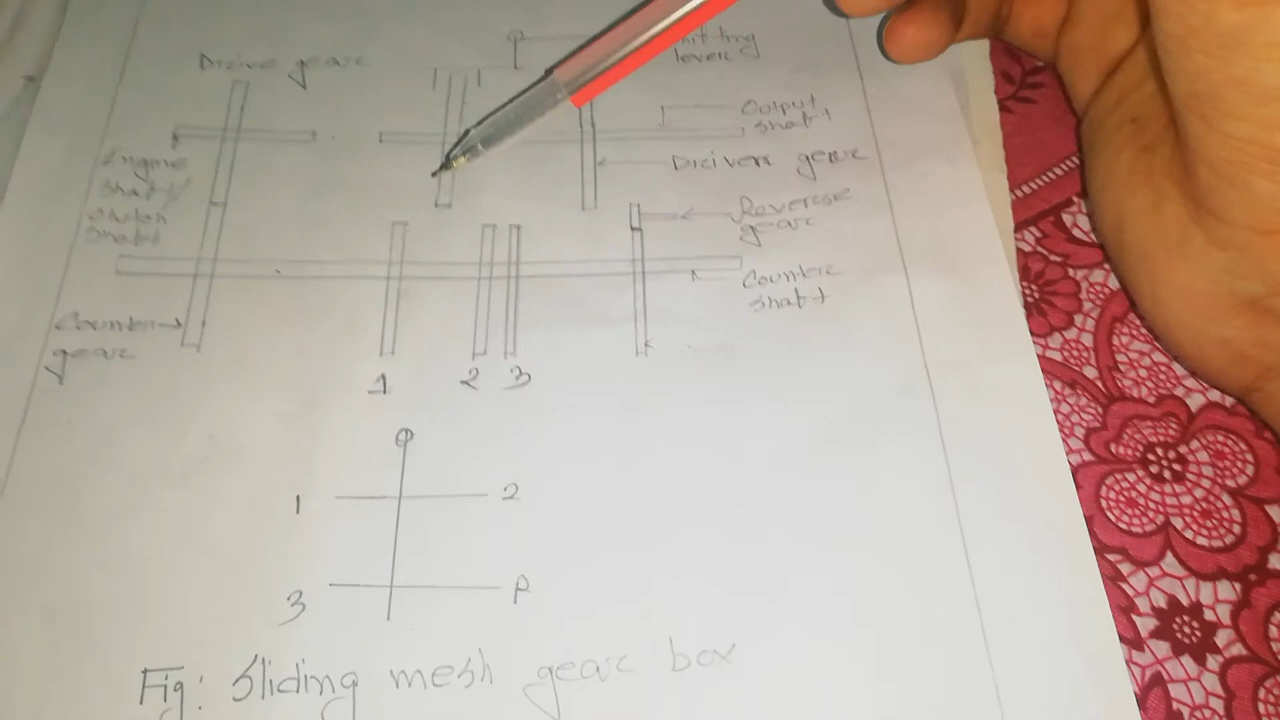 Drive gear
lever
Output
shaft
Engine
shaft/
Driven gear
Reverse
gear
Counter
shaft
Counter
gear
1
2
3
1
2
3
R
Fig: Sliding mesh gear box